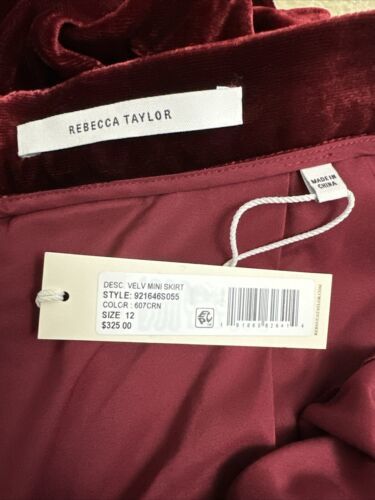 REBECCA TAYLOR
MADE IN
CHINA
DESC. VELV MINI SKIRT
STYLE: 921646S055
COLOR : 607CRN
SIZE 12
$325.00